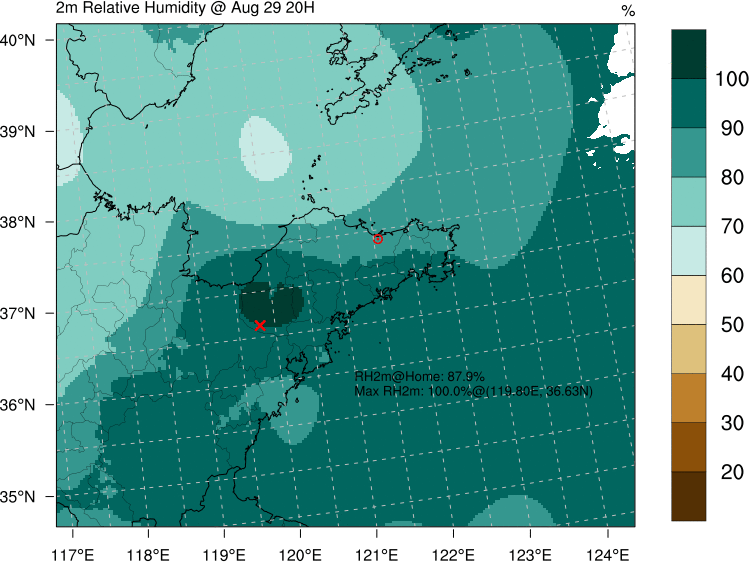 2m Relative Humidity @ Aug 29 20H
%
40°N
39°N
38°N
37°N
36°N
35°N
117°E
118°E
119°E
120°E
121°E
122°E
123°E
124°E
RH2m@Home: 87.9%
Max RH2m: 100.0%@(119.80E, 36.63N)
100
90
80
70
60
50
40
30
20